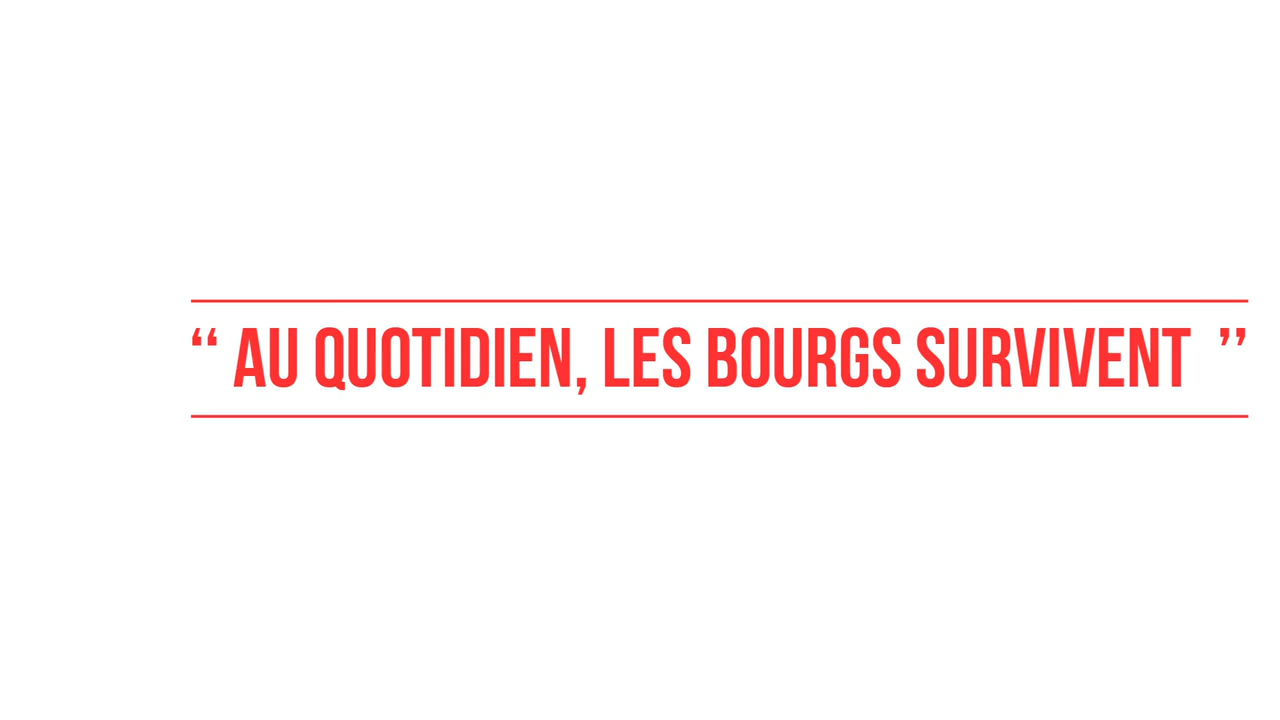 ‘‘ AU QUOTIDIEN, LES BOURGS SURVIVENT ’’